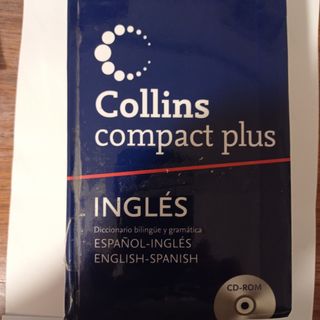 Collins
compact plus
INGLÉS
Diccionario bilingüe y gramática
ESPAÑOL-INGLÉS
ENGLISH-SPANISH
CD-ROM